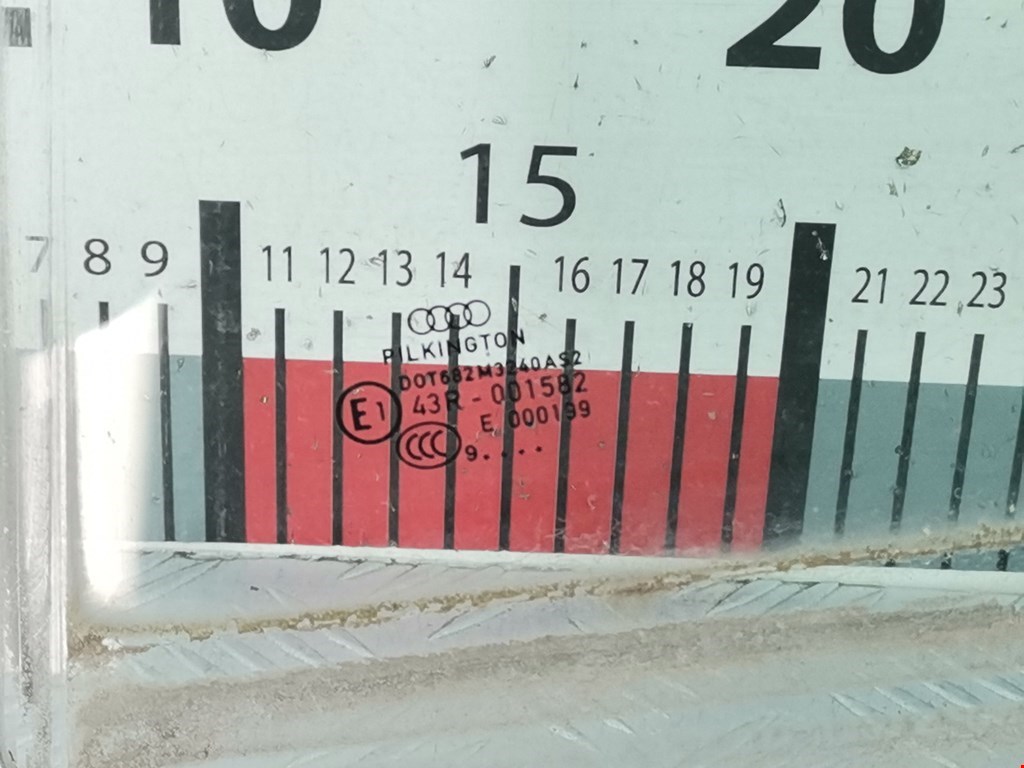 10 20
15
7 8 9 11 12 13 14 16 17 18 19 21 22 23
PILKINGTON
DOT682M3240AS2
E1 43R - 001582
E 000199
CCC 9. . . .